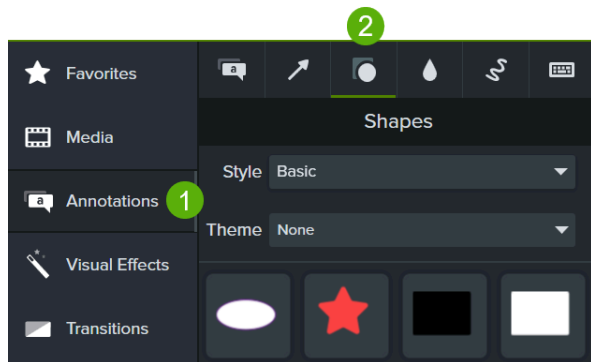 2
Favorites
a
Shapes
Media
Style Basic
a Annotations 1
Theme None
Visual Effects
Transitions